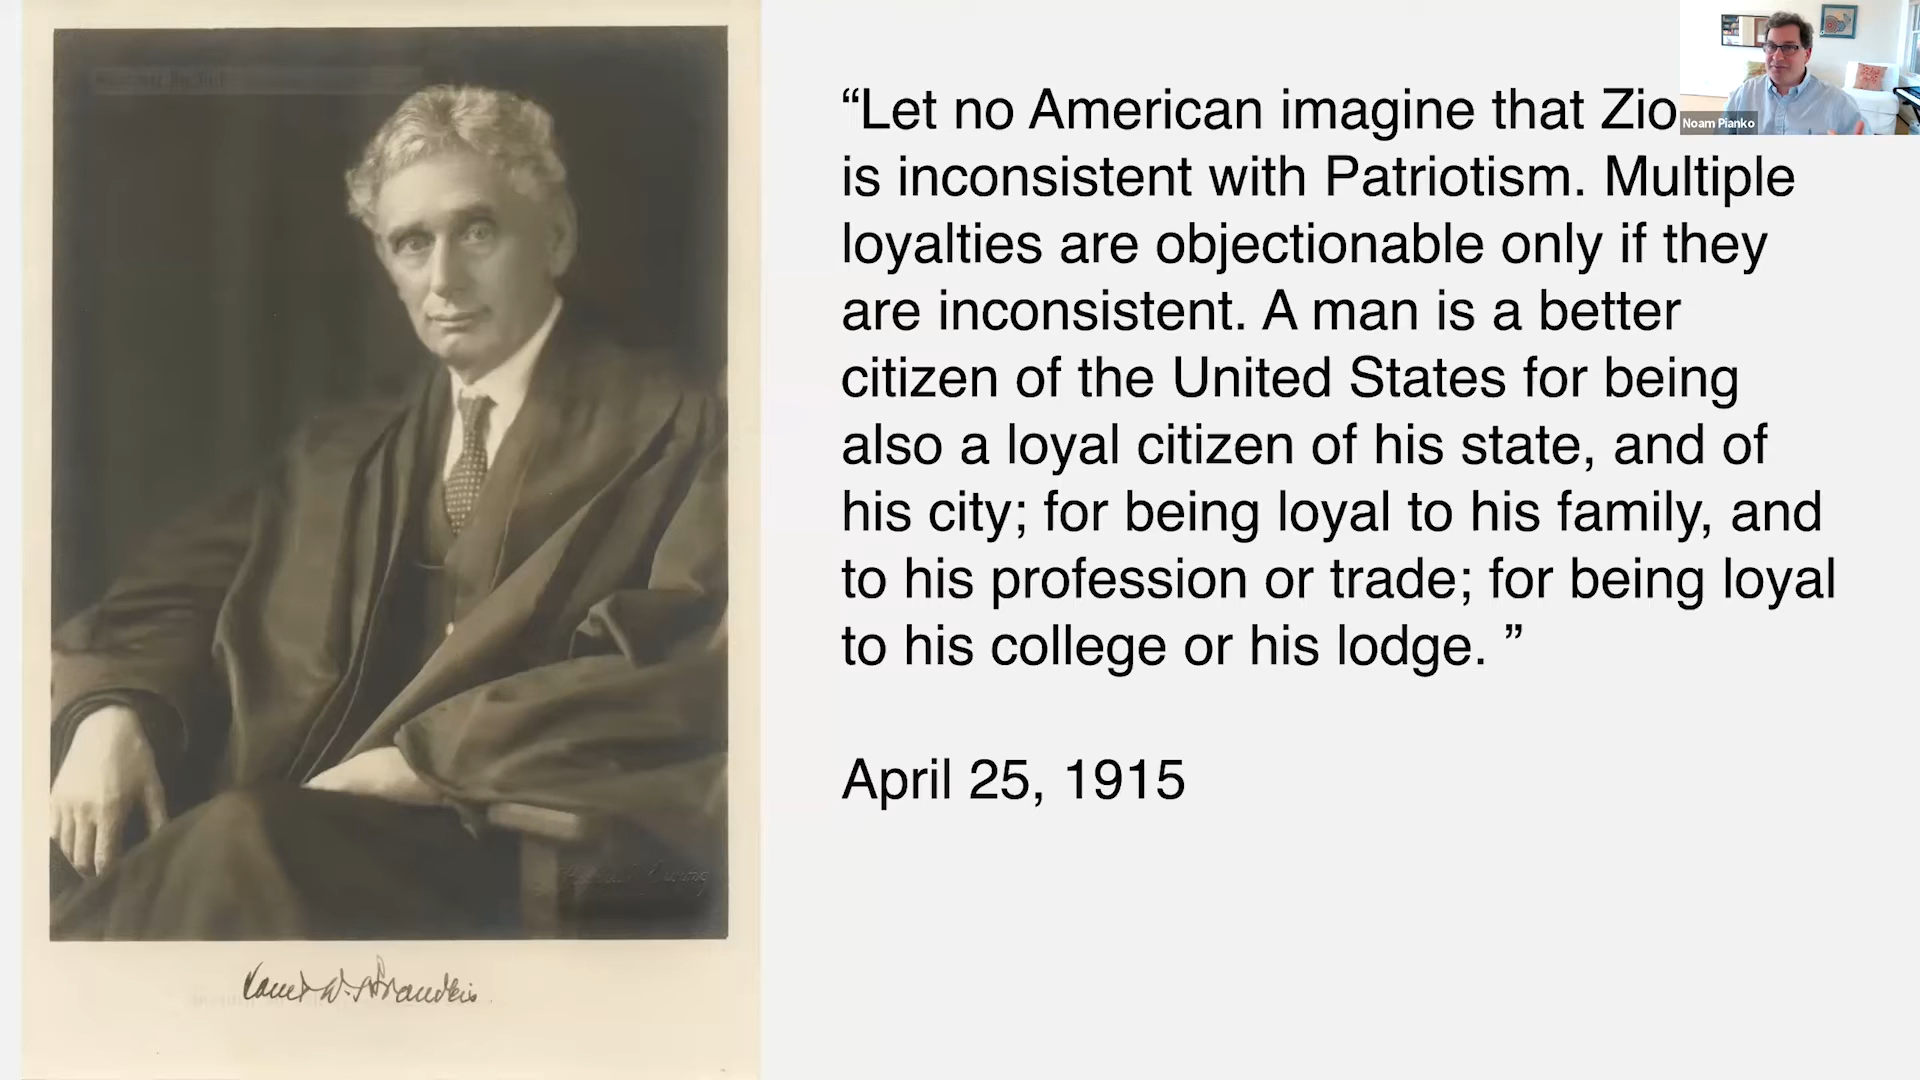 “Let no American imagine that Zio
is inconsistent with Patriotism. Multiple
loyalties are objectionable only if they
are inconsistent. A man is a better
citizen of the United States for being
also a loyal citizen of his state, and of
his city; for being loyal to his family, and
to his profession or trade; for being loyal
to his college or his lodge. ”
April 25, 1915
Noam Pianko
Louis D. Brandeis